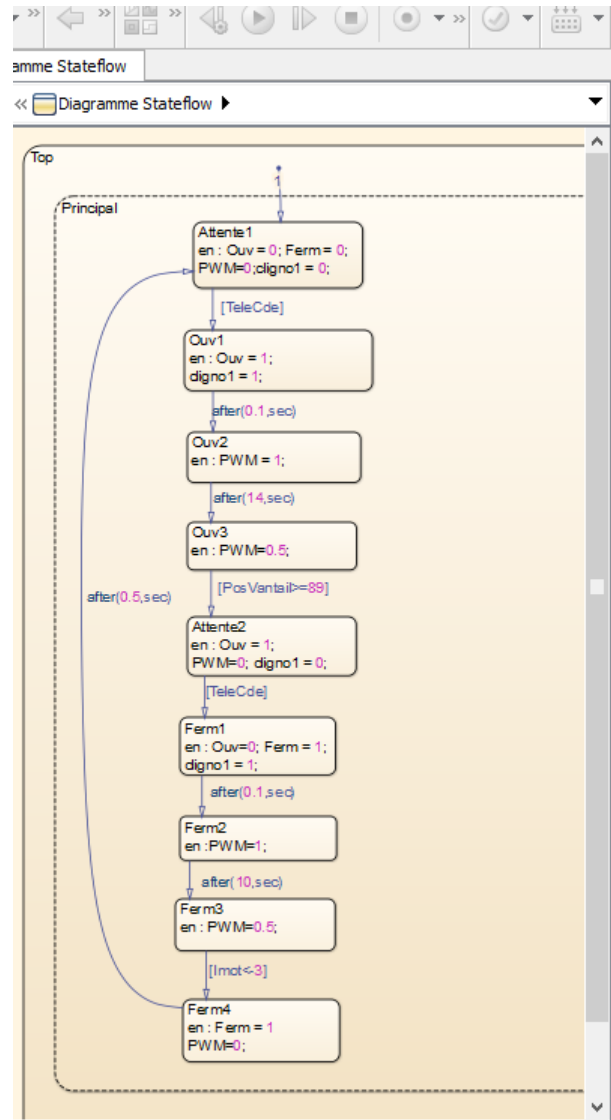 amme Stateflow
Diagramme Stateflow
Top
1
Principal
Attente1
en : Ouv = 0; Ferm = 0;
PWM=0;cligno1 = 0;
[TeleCde]
Ouv1
en : Ouv = 1;
cligno1 = 1;
after(0.1,sec)
Ouv2
en : PWM = 1;
after(14,sec)
Ouv3
en : PWM=0.5;
[PosVantail>=89]
after(0.5,sec)
Attente2
en : Ouv = 1;
PWM=0; cligno1 = 0;
[TeleCde]
Ferm1
en : Ouv=0; Ferm = 1;
cligno1 = 1;
after(0.1,sec)
Ferm2
en :PWM=1;
after( 10,sec)
Ferm3
en : PWM=0.5;
[Imot<-3]
Ferm4
en : Ferm = 1
PWM=0;